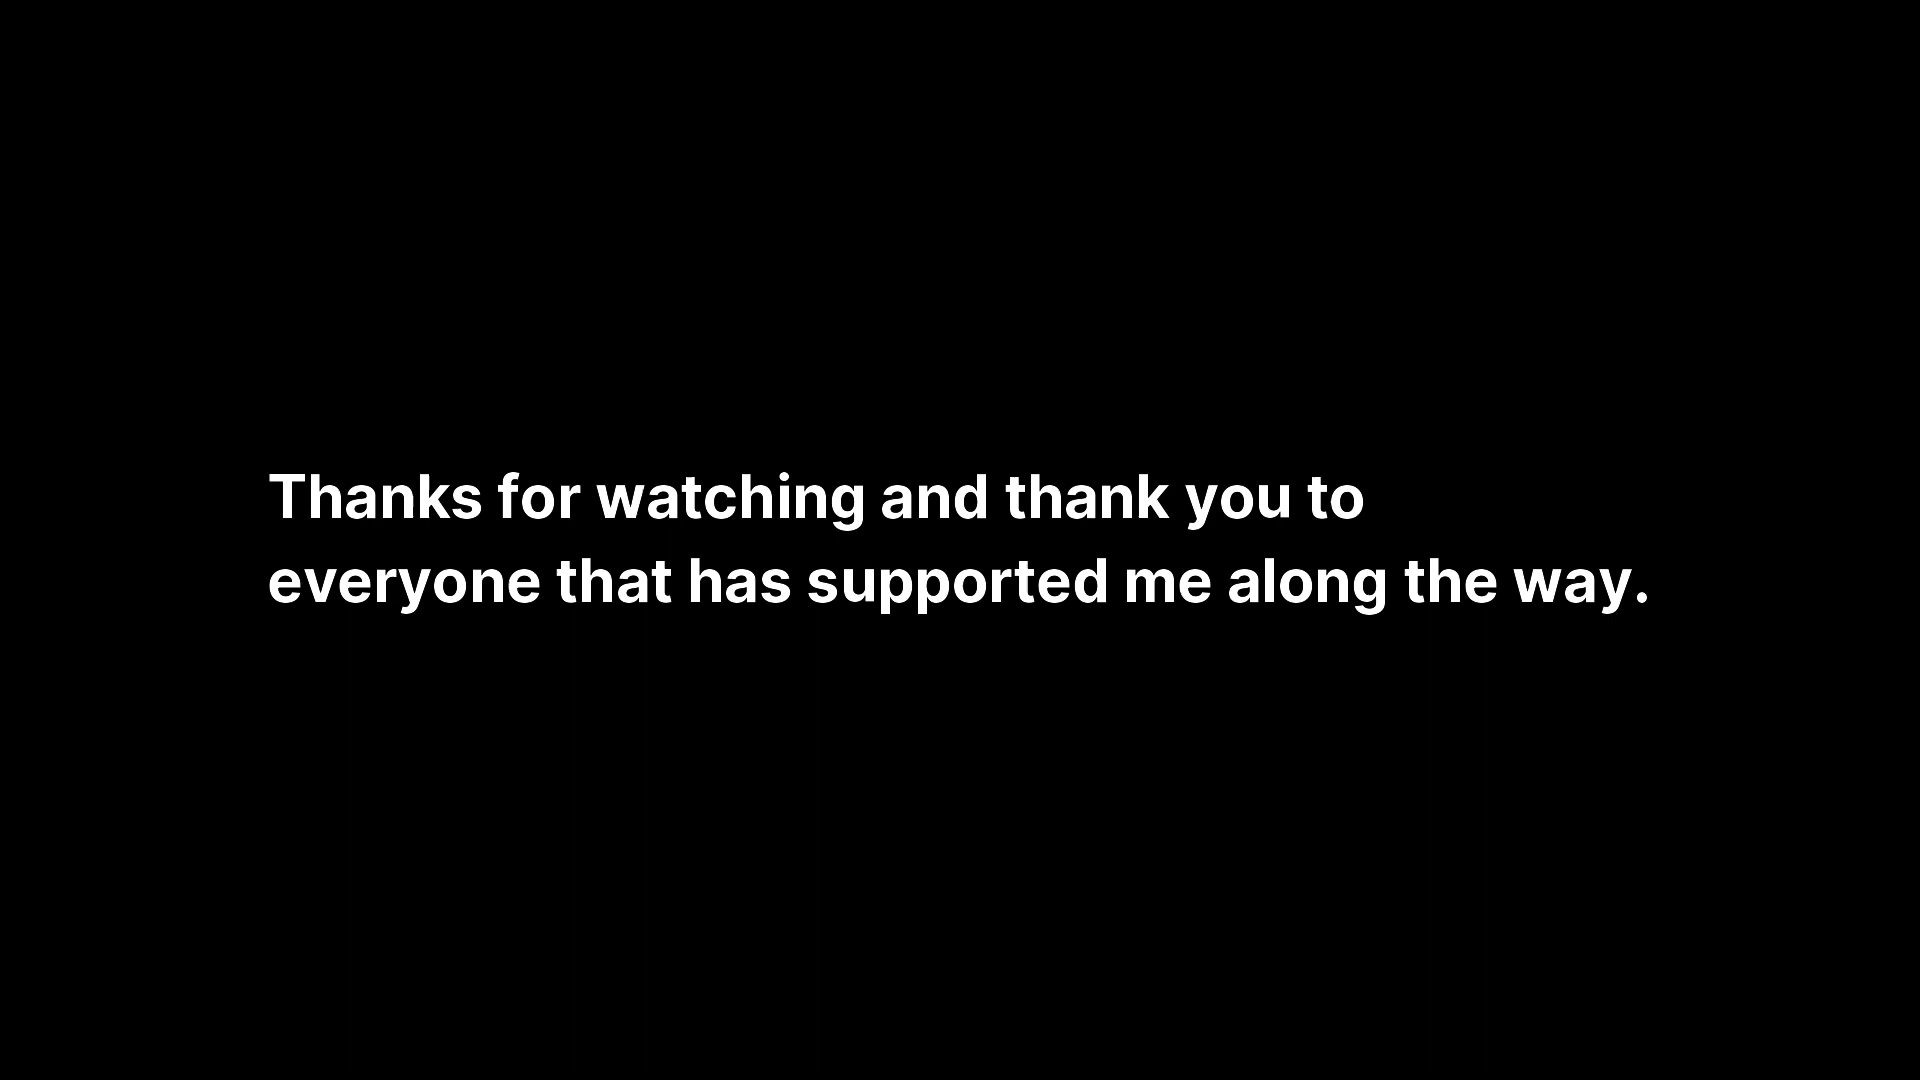 Thanks for watching and thank you to
everyone that has supported me along the way.